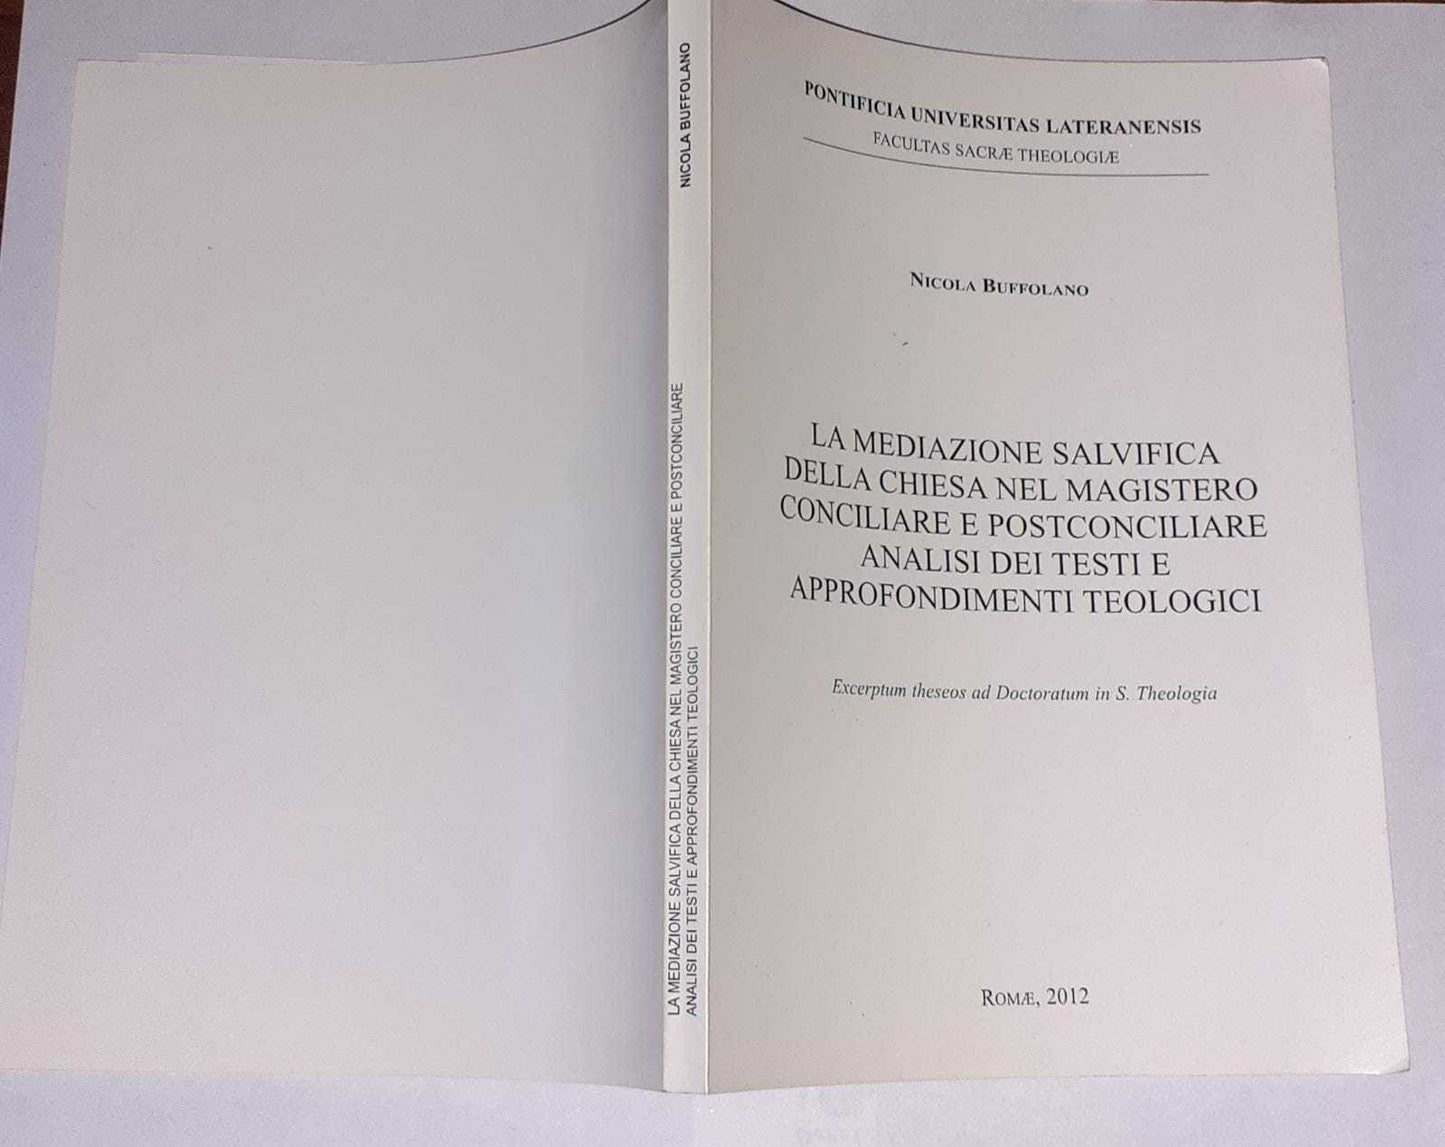 NICOLA BUFFOLANO
LA MEDIAZIONE SALVIFICA DELLA CHIESA NEL MAGISTERO CONCILIARE E POSTCONCILIARE
ANALISI DEI TESTI E APPROFONDIMENTI TEOLOGICI
PONTIFICIA UNIVERSITAS LATERANENSIS
FACULTAS SACRÆ THEOLOGIÆ
NICOLA BUFFOLANO
LA MEDIAZIONE SALVIFICA
DELLA CHIESA NEL MAGISTERO
CONCILIARE E POSTCONCILIARE
ANALISI DEI TESTI E
APPROFONDIMENTI TEOLOGICI
Excerptum theseos ad Doctoratum in S. Theologia
ROMÆ, 2012